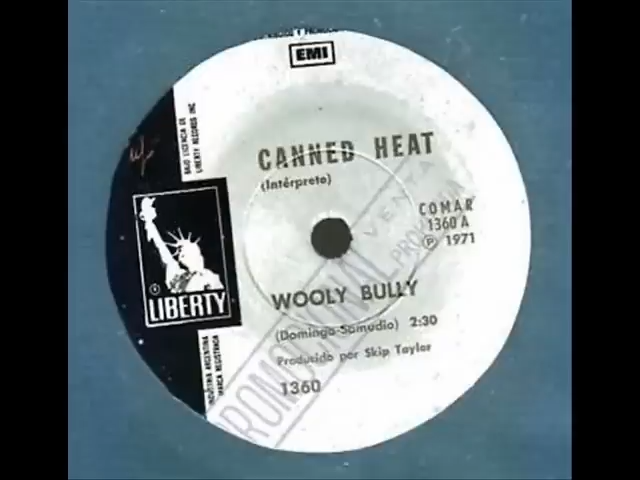 EMI
BAJO LICENCIA DE
LIBERTY RECORDS INC
CANNED HEAT
(Intérprete)
COMAR
1360 A
Ⓟ 1971
LIBERTY
WOOLY BULLY
(Domingo-Samudio) 2:30
Producido por Skip Taylor
1360
INDUSTRIA ARGENTINA
MARCA REGISTRADA
PROMOCIONAL
VENTA
PROHIBIDA